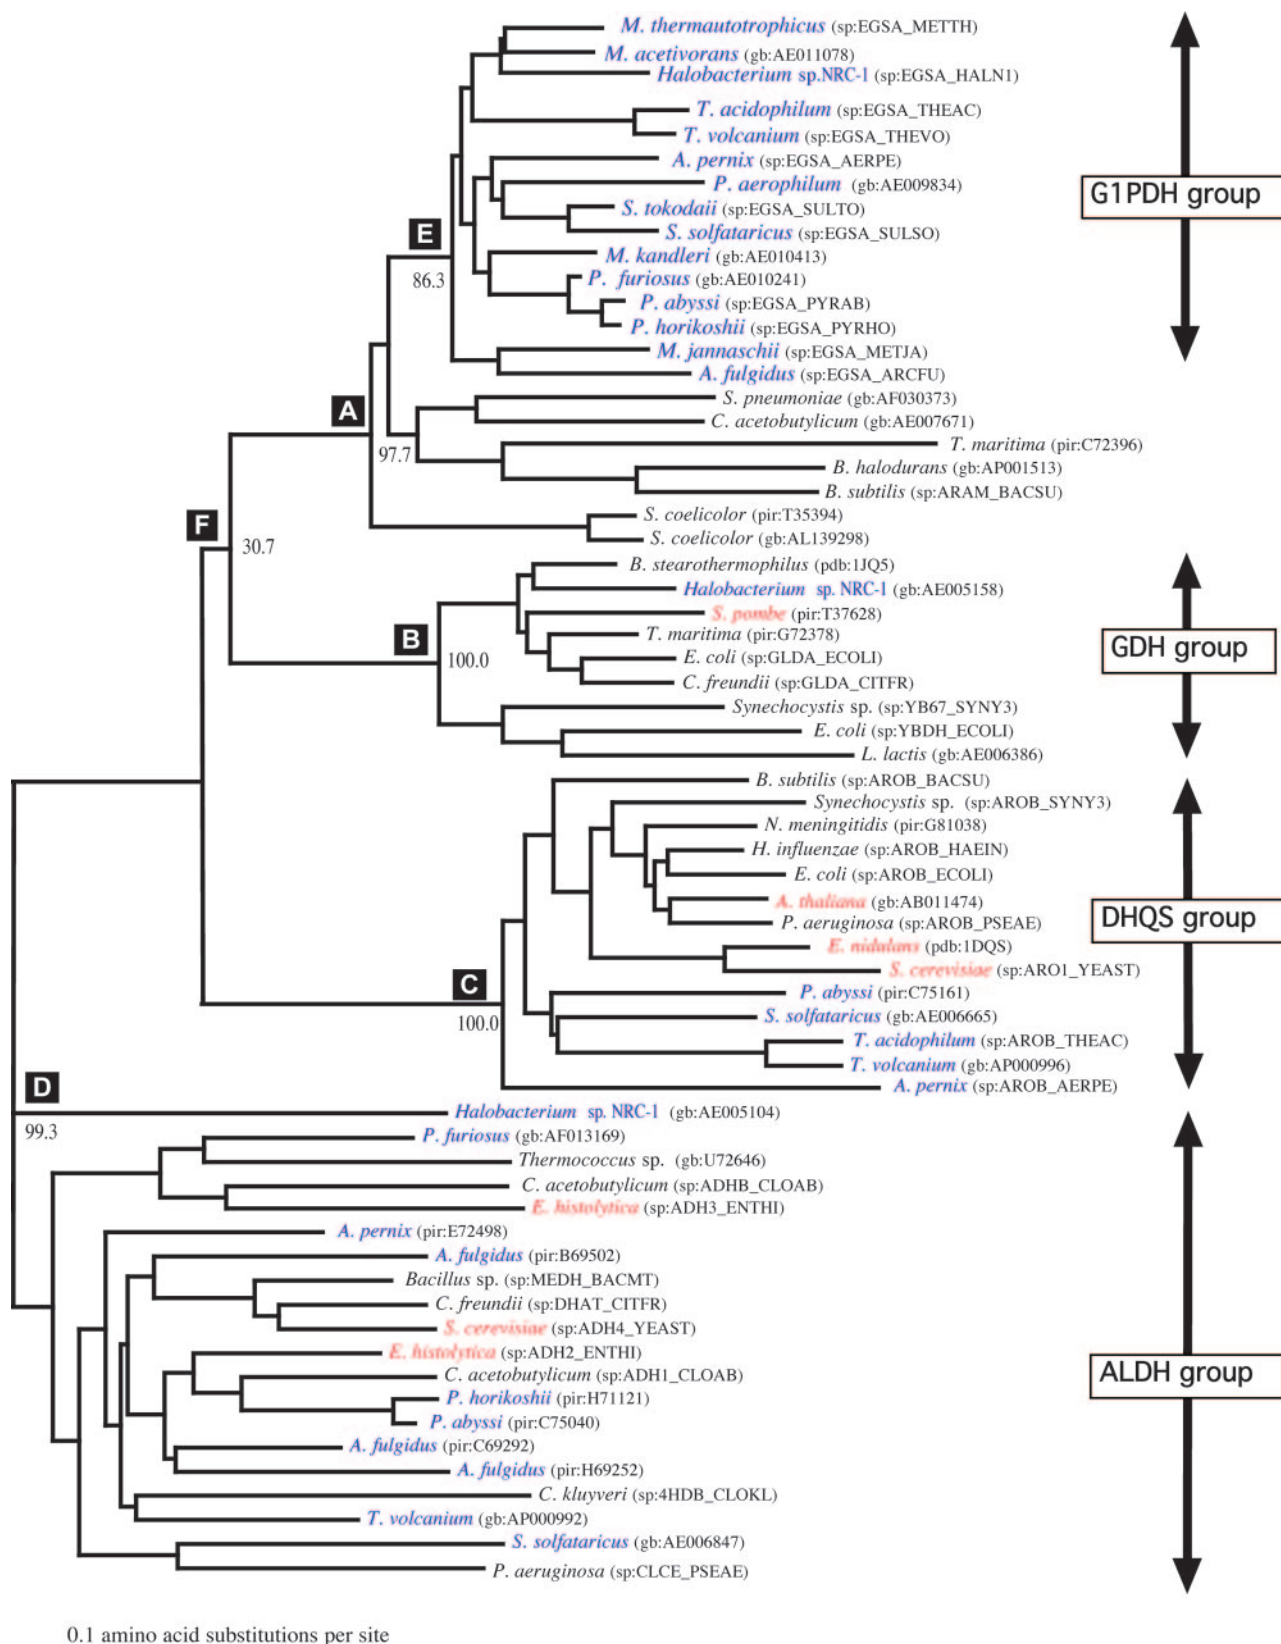 M. thermautotrophicus (sp:EGSA_METTH)
M. acetivorans (gb:AE011078)
Halobacterium sp.NRC-1 (sp:EGSA_HALN1)
T. acidophilum (sp:EGSA_THEAC)
T. volcanium (sp:EGSA_THEVO)
A. pernix (sp:EGSA_AERPE)
P. aerophilum (gb:AE009834)
G1PDH group
S. tokodaii (sp:EGSA_SULTO)
S. solfataricus (sp:EGSA_SULSO)
E
M. kandleri (gb:AE010413)
86.3
P. furiosus (gb:AE010241)
P. abyssi (sp:EGSA_PYRAB)
P. horikoshii (sp:EGSA_PYRHO)
M. jannaschii (sp:EGSA_METJA)
A. fulgidus (sp:EGSA_ARCFU)
S. pneumoniae (gb:AF030373)
A
C. acetobutylicum (gb:AE007671)
T. maritima (pir:C72396)
97.7
B. halodurans (gb:AP001513)
B. subtilis (sp:ARAM_BACSU)
S. coelicolor (pir:T35394)
F
S. coelicolor (gb:AL139298)
30.7
B. stearothermophilus (pdb:1JQ5)
Halobacterium sp. NRC-1 (gb:AE005158)
S. pombe (pir:T37628)
T. maritima (pir:G72378)
B
GDH group
100.0
E. coli (sp:GLDA_ECOLI)
C. freundii (sp:GLDA_CITFR)
Synechocystis sp. (sp:YB67_SYNY3)
E. coli (sp:YBDH_ECOLI)
L. lactis (gb:AE006386)
B. subtilis (sp:AROB_BACSU)
Synechocystis sp. (sp:AROB_SYNY3)
N. meningitidis (pir:G81038)
H. influenzae (sp:AROB_HAEIN)
E. coli (sp:AROB_ECOLI)
A. thaliana (gb:AB011474)
P. aeruginosa (sp:AROB_PSEAE)
DHQS group
E. nidulans (pdb:1DQS)
S. cerevisiae (sp:ARO1_YEAST)
C
P. abyssi (pir:C75161)
100.0
S. solfataricus (gb:AE006665)
T. acidophilum (sp:AROB_THEAC)
T. volcanium (gb:AP000996)
A. pernix (sp:AROB_AERPE)
D
Halobacterium sp. NRC-1 (gb:AE005104)
99.3
P. furiosus (gb:AF013169)
Thermococcus sp. (gb:U72646)
C. acetobutylicum (sp:ADHB_CLOAB)
E. histolytica (sp:ADH3_ENTHI)
A. pernix (pir:E72498)
A. fulgidus (pir:B69502)
Bacillus sp. (sp:MEDH_BACMT)
C. freundii (sp:DHAT_CITFR)
S. cerevisiae (sp:ADH4_YEAST)
E. histolytica (sp:ADH2_ENTHI)
C. acetobutylicum (sp:ADH1_CLOAB)
ALDH group
P. horikoshii (pir:H71121)
P. abyssi (pir:C75040)
A. fulgidus (pir:C69292)
A. fulgidus (pir:H69252)
C. kluyveri (sp:4HDB_CLOKL)
T. volcanium (gb:AP000992)
S. solfataricus (gb:AE006847)
P. aeruginosa (sp:CLCE_PSEAE)
0.1 amino acid substitutions per site